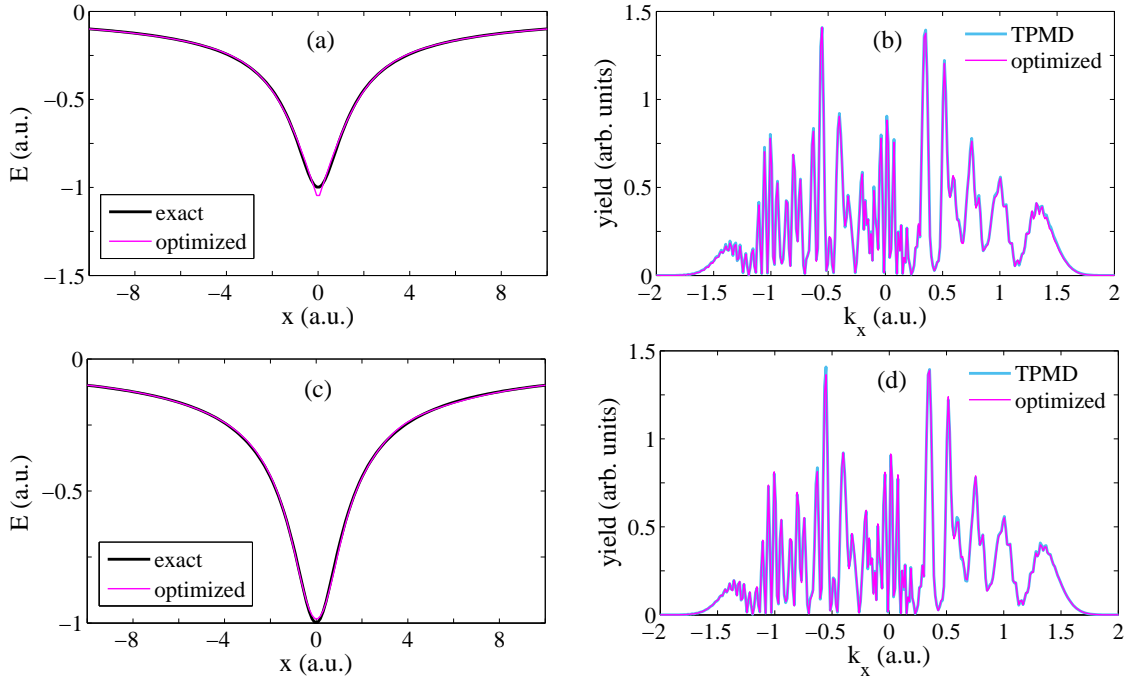 (a)
0
−0.5
−1
−1.5
E (a.u.)
−8 −4 0 4 8
x (a.u.)
exact
optimized
(b)
1.5
1
0.5
0
yield (arb. units)
−2 −1.5 −1 −0.5 0 0.5 1 1.5 2
k_x (a.u.)
TPMD
optimized
(c)
0
−0.5
−1
E (a.u.)
−8 −4 0 4 8
x (a.u.)
exact
optimized
(d)
1.5
1
0.5
0
yield (arb. units)
−2 −1.5 −1 −0.5 0 0.5 1 1.5 2
k_x (a.u.)
TPMD
optimized